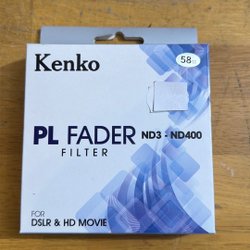 Kenko
58
PL FADER ND3 - ND400
FILTER
FOR
DSLR & HD MOVIE